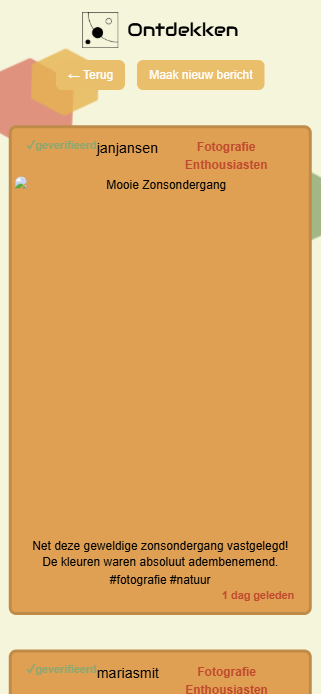 Ontdekken
← Terug
Maak nieuw bericht
✓geverifieerd janjansen Fotografie
Enthousiasten
Mooie Zonsondergang
Net deze geweldige zonsondergang vastgelegd!
De kleuren waren absoluut adembenemend.
#fotografie #natuur
1 dag geleden
✓geverifieerd mariasmit Fotografie
Enthousiasten